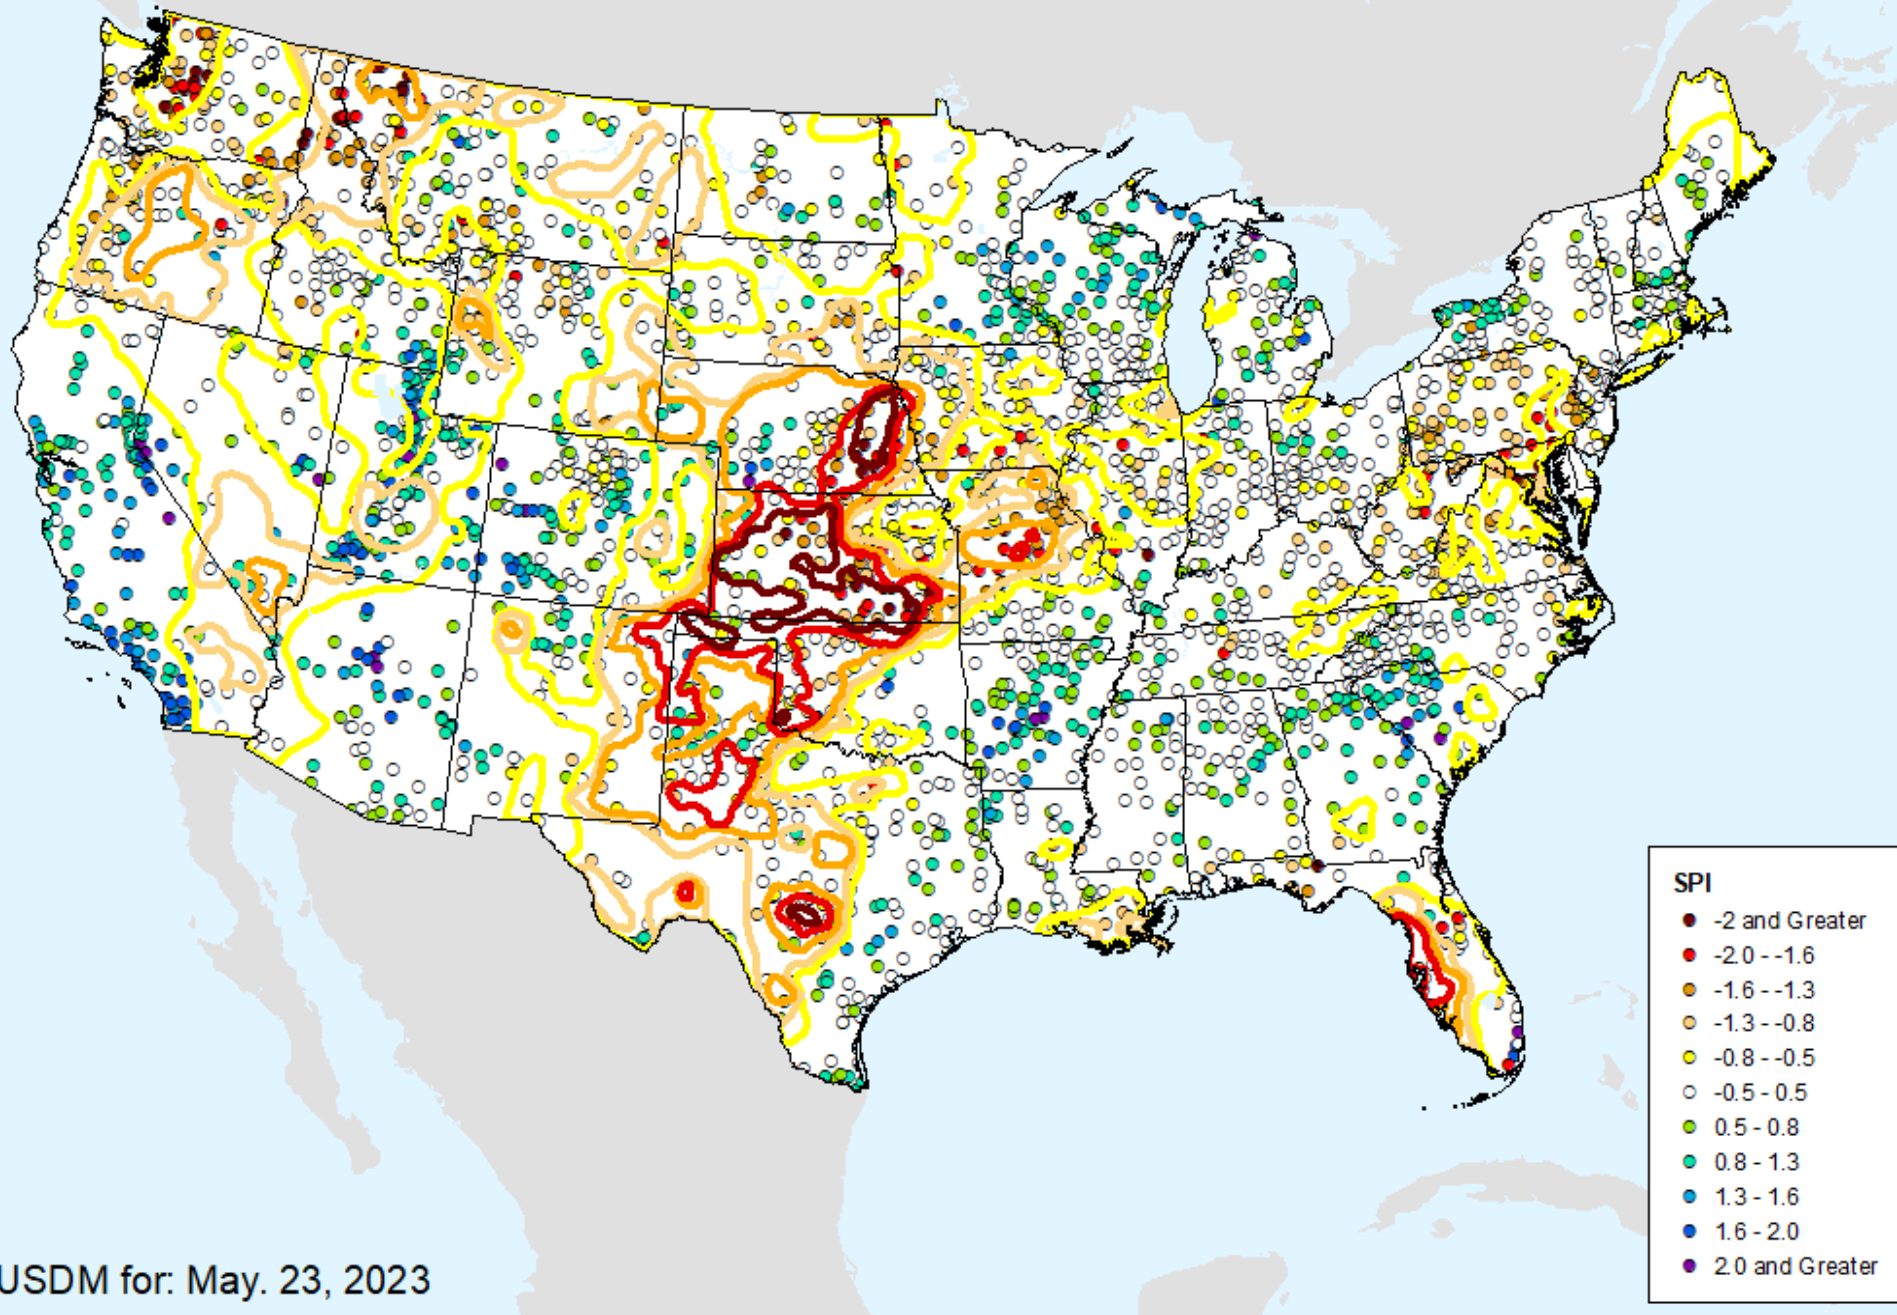 SPI
-2 and Greater
-2.0 - -1.6
-1.6 - -1.3
-1.3 - -0.8
-0.8 - -0.5
-0.5 - 0.5
0.5 - 0.8
0.8 - 1.3
1.3 - 1.6
1.6 - 2.0
2.0 and Greater
USDM for: May. 23, 2023